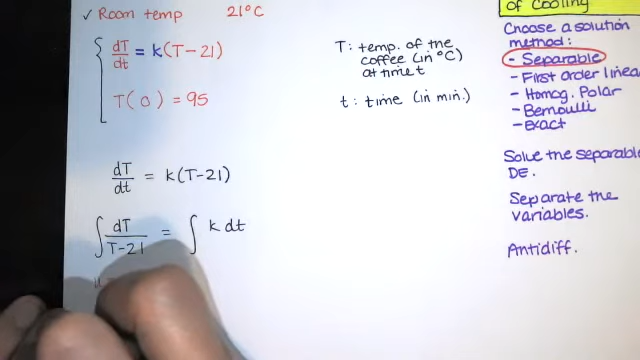 ✓ Room temp 21°C
of Cooling
dT/dt = k(T-21)
T(0) = 95
T: temp. of the
coffee (in °C)
at time t
t: time (in min.)
Choose a solution
method:
- Separable
- First order linea
- Homog. Polar
- Bernoulli
- Exact
dT/dt = k(T-21)
∫ dT/T-21 = ∫ k dt
Solve the separable
DE.
Separate the
variables.
Antidiff.